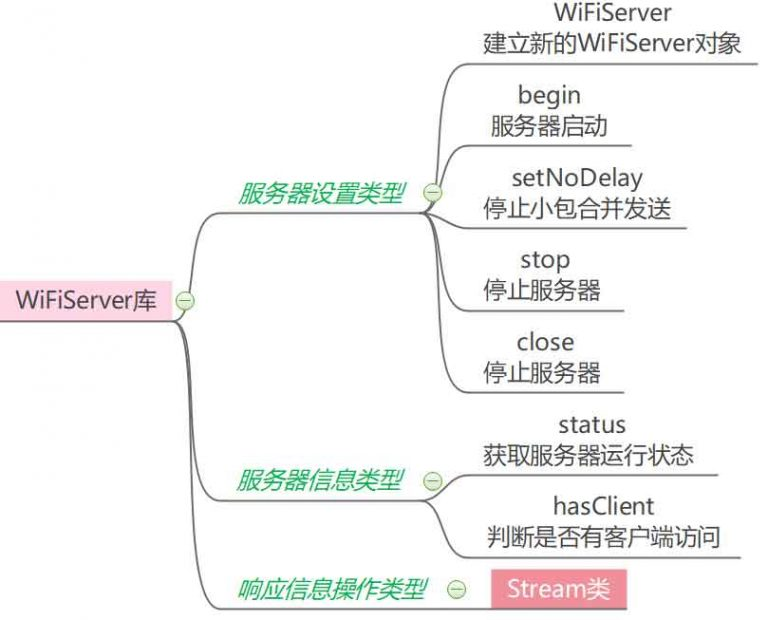 WiFiServer库
服务器设置类型
WiFiServer
建立新的WiFiServer对象
begin
服务器启动
setNoDelay
停止小包合并发送
stop
停止服务器
close
停止服务器
服务器信息类型
status
获取服务器运行状态
hasClient
判断是否有客户端访问
响应信息操作类型
Stream类